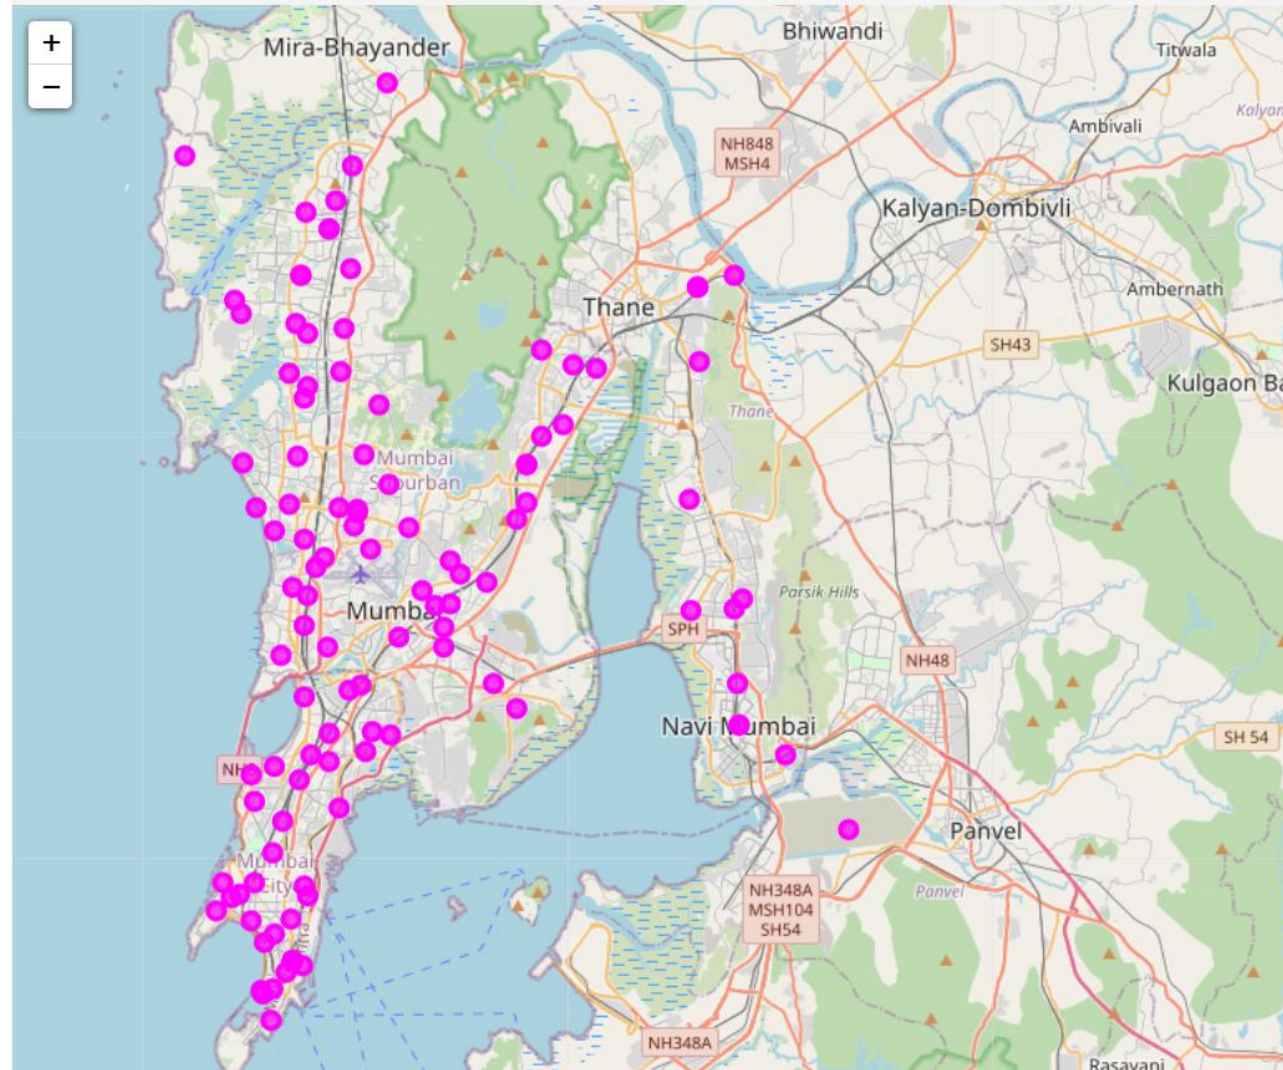 +
−
Mira-Bhayander
Bhiwandi
Titwala
Kalyan
Ambivali
NH848
MSH4
Kalyan-Dombivli
Ambernath
Thane
SH43
Kulgaon Ba
Thane
Mumbai
Suburban
Parsik Hills
Mumbai
SPH
NH48
Navi Mumbai
SH 54
NH
Panvel
Mumbai
City
NH348A
MSH104
SH54
Panvel
NH348A
Rasayani